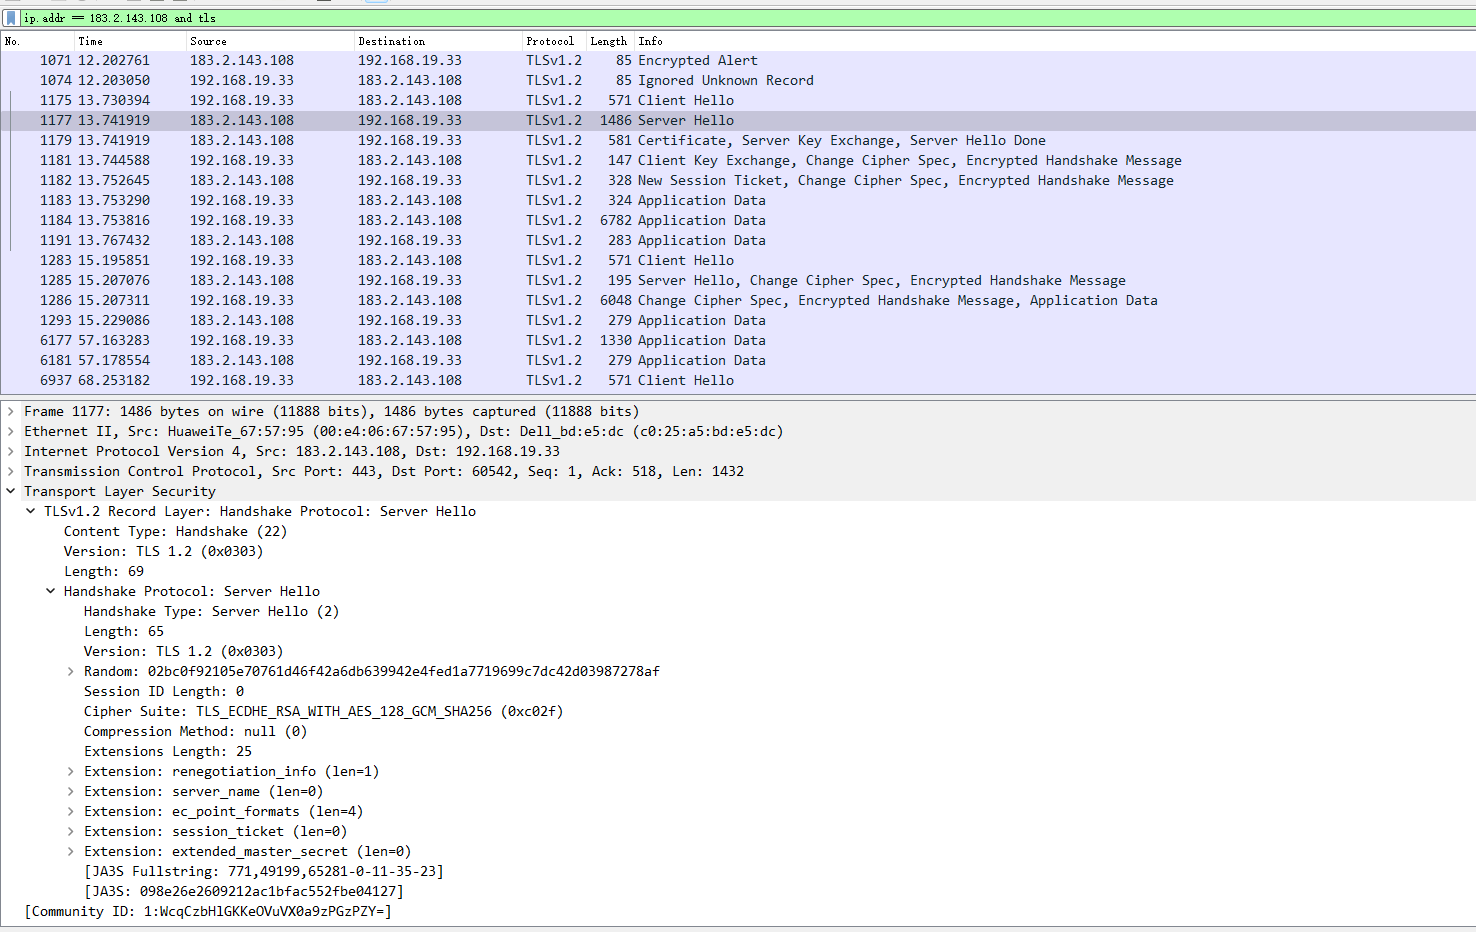 ip.addr == 183.2.143.108 and tls
No. Time Source Destination Protocol Length Info
1071 12.202761 183.2.143.108 192.168.19.33 TLSv1.2 85 Encrypted Alert
1074 12.203050 192.168.19.33 183.2.143.108 TLSv1.2 85 Ignored Unknown Record
1175 13.730394 192.168.19.33 183.2.143.108 TLSv1.2 571 Client Hello
1177 13.741919 183.2.143.108 192.168.19.33 TLSv1.2 1486 Server Hello
1179 13.741919 183.2.143.108 192.168.19.33 TLSv1.2 581 Certificate, Server Key Exchange, Server Hello Done
1181 13.744588 192.168.19.33 183.2.143.108 TLSv1.2 147 Client Key Exchange, Change Cipher Spec, Encrypted Handshake Message
1182 13.752645 183.2.143.108 192.168.19.33 TLSv1.2 328 New Session Ticket, Change Cipher Spec, Encrypted Handshake Message
1183 13.753290 192.168.19.33 183.2.143.108 TLSv1.2 324 Application Data
1184 13.753816 192.168.19.33 183.2.143.108 TLSv1.2 6782 Application Data
1191 13.767432 183.2.143.108 192.168.19.33 TLSv1.2 283 Application Data
1283 15.195851 192.168.19.33 183.2.143.108 TLSv1.2 571 Client Hello
1285 15.207076 183.2.143.108 192.168.19.33 TLSv1.2 195 Server Hello, Change Cipher Spec, Encrypted Handshake Message
1286 15.207311 192.168.19.33 183.2.143.108 TLSv1.2 6048 Change Cipher Spec, Encrypted Handshake Message, Application Data
1293 15.229086 183.2.143.108 192.168.19.33 TLSv1.2 279 Application Data
6177 57.163283 192.168.19.33 183.2.143.108 TLSv1.2 1330 Application Data
6181 57.178554 183.2.143.108 192.168.19.33 TLSv1.2 279 Application Data
6937 68.253182 192.168.19.33 183.2.143.108 TLSv1.2 571 Client Hello
Frame 1177: 1486 bytes on wire (11888 bits), 1486 bytes captured (11888 bits)
Ethernet II, Src: HuaweiTe_67:57:95 (00:e4:06:67:57:95), Dst: Dell_bd:e5:dc (c0:25:a5:bd:e5:dc)
Internet Protocol Version 4, Src: 183.2.143.108, Dst: 192.168.19.33
Transmission Control Protocol, Src Port: 443, Dst Port: 60542, Seq: 1, Ack: 518, Len: 1432
Transport Layer Security
TLSv1.2 Record Layer: Handshake Protocol: Server Hello
Content Type: Handshake (22)
Version: TLS 1.2 (0x0303)
Length: 69
Handshake Protocol: Server Hello
Handshake Type: Server Hello (2)
Length: 65
Version: TLS 1.2 (0x0303)
Random: 02bc0f92105e70761d46f42a6db639942e4fed1a7719699c7dc42d03987278af
Session ID Length: 0
Cipher Suite: TLS_ECDHE_RSA_WITH_AES_128_GCM_SHA256 (0xc02f)
Compression Method: null (0)
Extensions Length: 25
Extension: renegotiation_info (len=1)
Extension: server_name (len=0)
Extension: ec_point_formats (len=4)
Extension: session_ticket (len=0)
Extension: extended_master_secret (len=0)
[JA3S Fullstring: 771,49199,65281-0-11-35-23]
[JA3S: 098e26e2609212ac1bfac552fbe04127]
[Community ID: 1:WcqCzbHlGKKeOVuVX0a9zPGzPZY=]